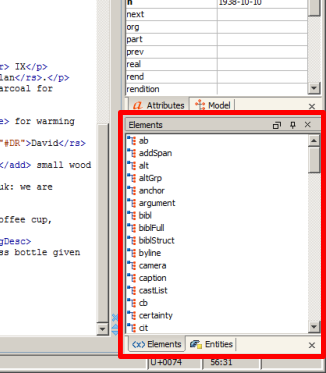 n 1938-10-10
next
org
part
prev
real
rend
rendition
r> IX</p>
lan</rs>.</p>
arcoal for
e> for warming
"#DR">David</rs>
</add> small wood
uk: we are
offee cup,
gDesc>
ss bottle given
a Attributes Model ×
Elements
ab
addSpan
alt
altGrp
anchor
argument
bibl
biblFull
biblStruct
byline
camera
caption
castList
cb
certainty
cit
<x> Elements Entities ×
U+0074 56:31